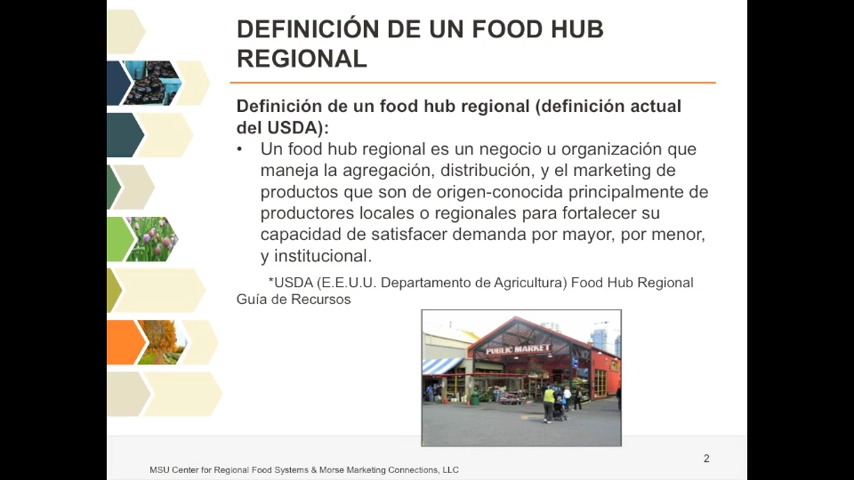 DEFINICIÓN DE UN FOOD HUB
REGIONAL
Definición de un food hub regional (definición actual
del USDA):
• Un food hub regional es un negocio u organización que
maneja la agregación, distribución, y el marketing de
productos que son de origen-conocida principalmente de
productores locales o regionales para fortalecer su
capacidad de satisfacer demanda por mayor, por menor,
y institucional.
*USDA (E.E.U.U. Departamento de Agricultura) Food Hub Regional
Guía de Recursos
PUBLIC MARKET
2
MSU Center for Regional Food Systems & Morse Marketing Connections, LLC